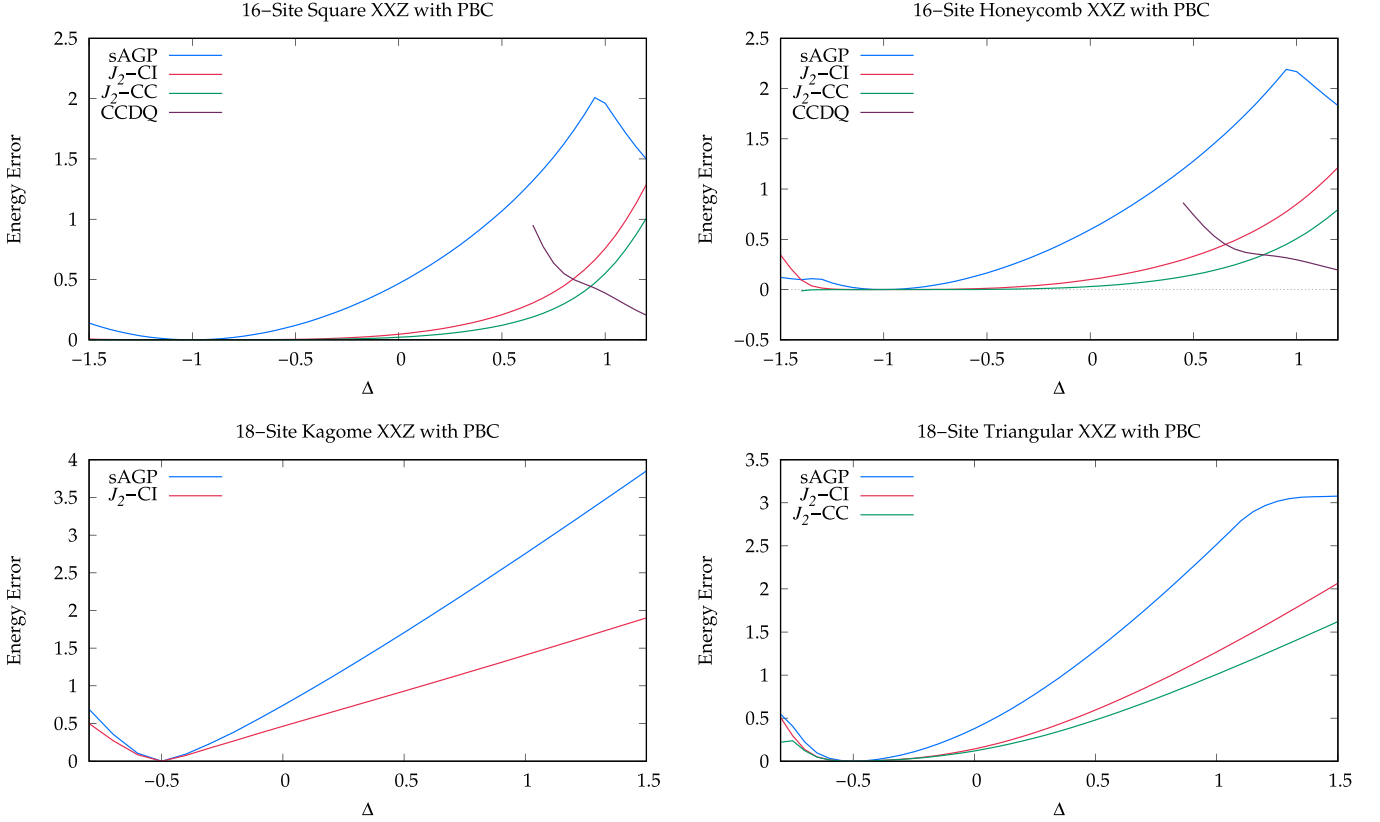 16−Site Square XXZ with PBC
2.5
2
1.5
1
0.5
0
−1.5
−1
−0.5
0
0.5
1
Energy Error
Δ
sAGP
J2−CI
J2−CC
CCDQ
16−Site Honeycomb XXZ with PBC
2.5
2
1.5
1
0.5
0
−0.5
−1.5
−1
−0.5
0
0.5
1
Energy Error
Δ
sAGP
J2−CI
J2−CC
CCDQ
18−Site Kagome XXZ with PBC
4
3.5
3
2.5
2
1.5
1
0.5
0
−0.5
0
0.5
1
1.5
Energy Error
Δ
sAGP
J2−CI
18−Site Triangular XXZ with PBC
3.5
3
2.5
2
1.5
1
0.5
0
−0.5
0
0.5
1
1.5
Energy Error
Δ
sAGP
J2−CI
J2−CC